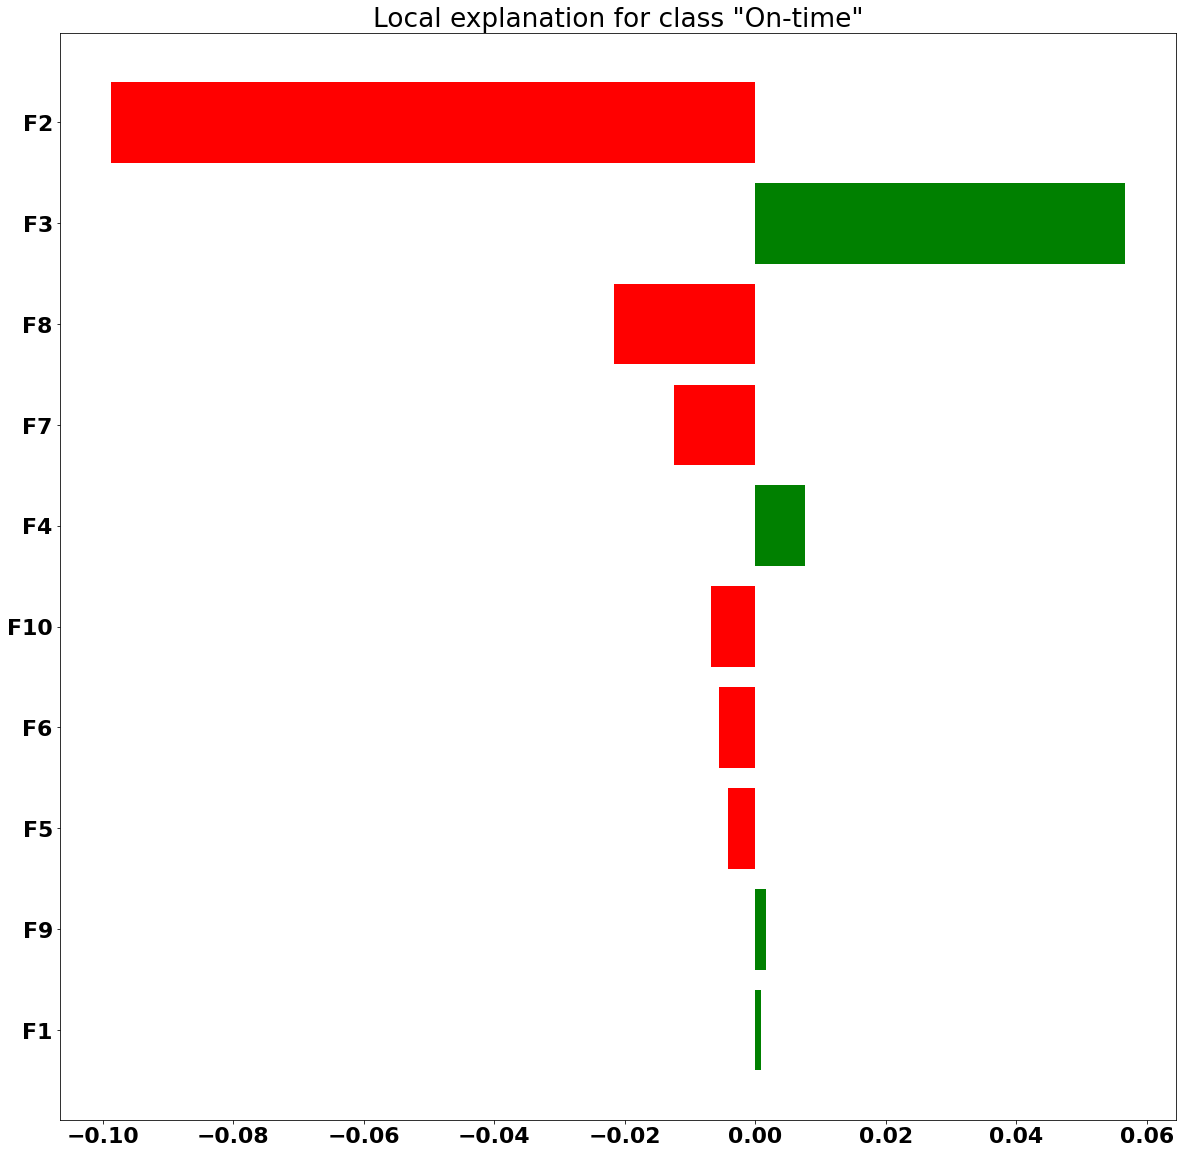 Local explanation for class "On-time"
F2
F3
F8
F7
F4
F10
F6
F5
F9
F1
−0.10 −0.08 −0.06 −0.04 −0.02 0.00 0.02 0.04 0.06